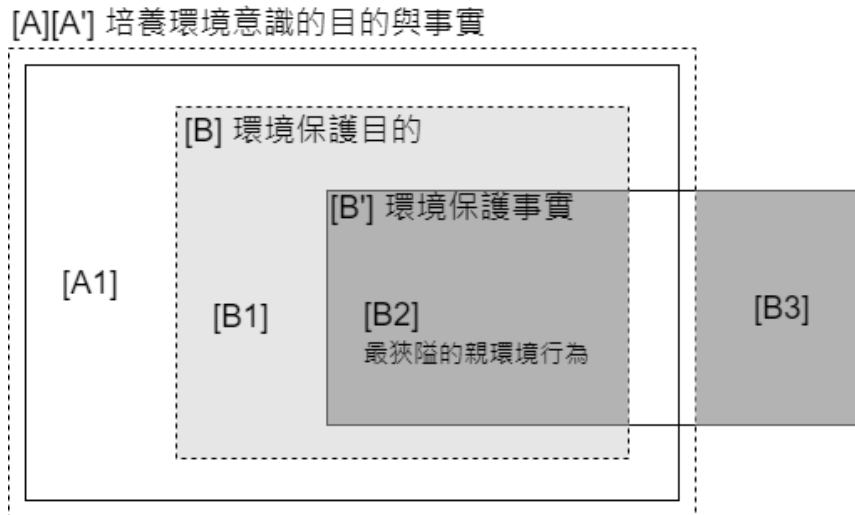 [A][A'] 培養環境意識的目的與事實
[B] 環境保護目的
[B'] 環境保護事實
[A1]
[B1]
[B2]
最狹隘的親環境行為
[B3]